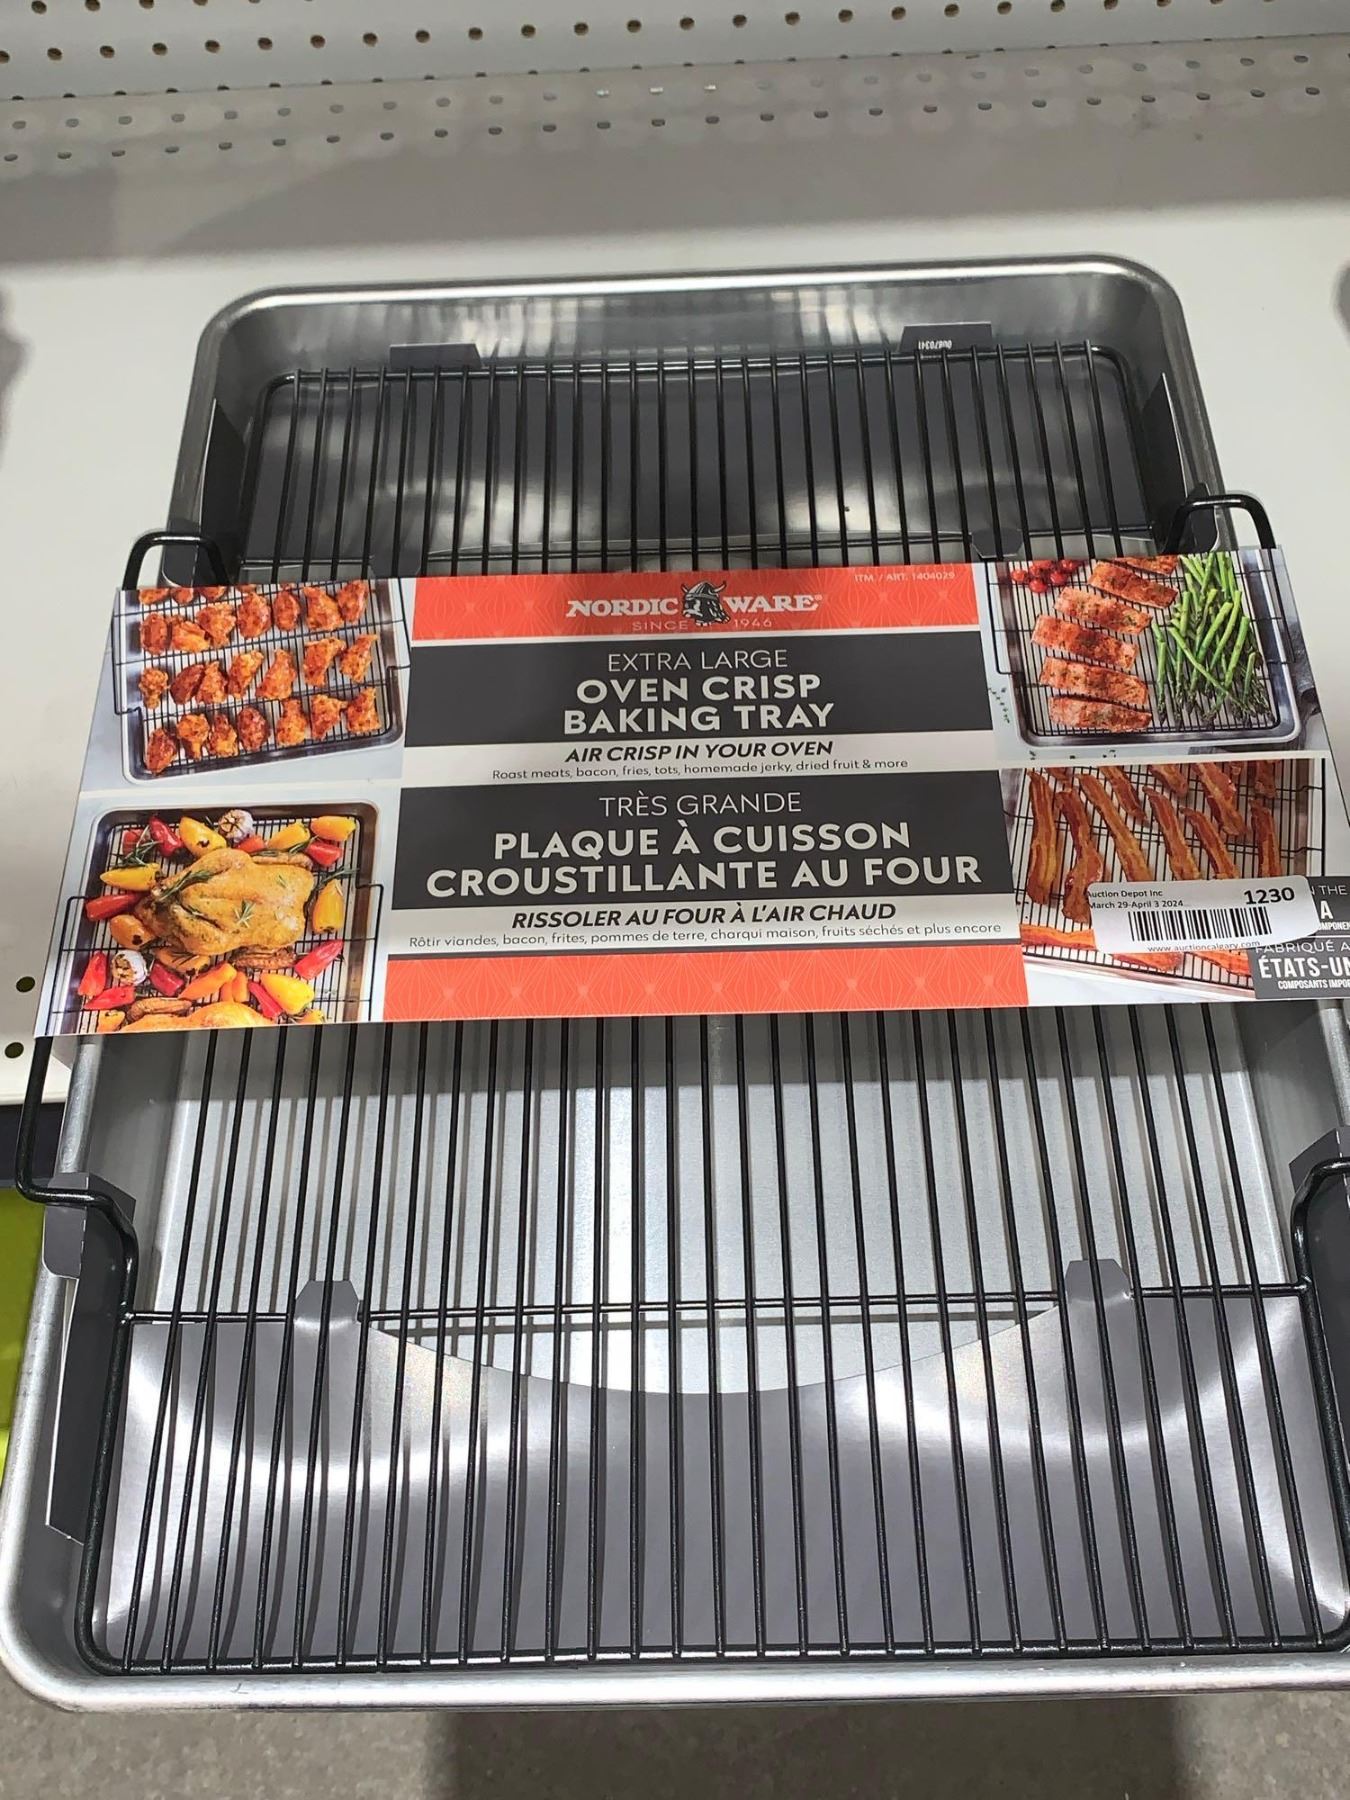 ITM. / ART. 1404029
NORDIC WARE®
SINCE 1946
EXTRA LARGE
OVEN CRISP
BAKING TRAY
AIR CRISP IN YOUR OVEN
Roast meats, bacon, fries, tots, homemade jerky, dried fruit & more
TRÈS GRANDE
PLAQUE À CUISSON
CROUSTILLANTE AU FOUR
RISSOLER AU FOUR À L'AIR CHAUD
Rôtir viandes, bacon, frites, pommes de terre, charqui maison, fruits séchés et plus encore
Auction Depot Inc
March 29-April 3 2024
1230
www.auctioncalgary.com
THE
A
FABRIQUÉ A
ÉTATS-UN
COMPOSANTS IMPO